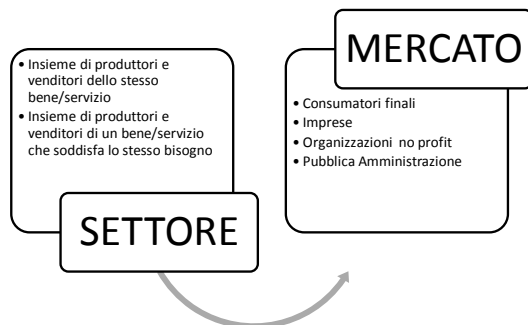 • Insieme di produttori e
venditori dello stesso
bene/servizio
• Insieme di produttori e
venditori di un bene/servizio
che soddisfa lo stesso bisogno
SETTORE
MERCATO
• Consumatori finali
• Imprese
• Organizzazioni no profit
• Pubblica Amministrazione